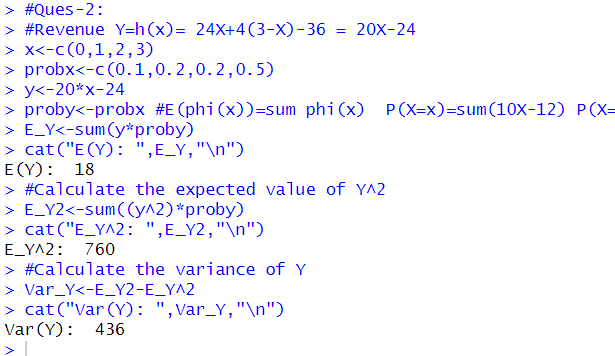 > #Ques-2:
> #Revenue Y=h(x)= 24X+4(3-X)-36 = 20X-24
> x<-c(0,1,2,3)
> probx<-c(0.1,0.2,0.2,0.5)
> y<-20*x-24
> proby<-probx #E(phi(x))=sum phi(x)  P(X=x)=sum(10X-12) P(X=
> E_Y<-sum(y*proby)
> cat("E(Y): ",E_Y,"\n")
E(Y):  18
> #Calculate the expected value of Y^2
> E_Y2<-sum((y^2)*proby)
> cat("E_Y^2: ",E_Y2,"\n")
E_Y^2:  760
> #Calculate the variance of Y
> Var_Y<-E_Y2-E_Y^2
> cat("Var(Y): ",Var_Y,"\n")
Var(Y):  436
>